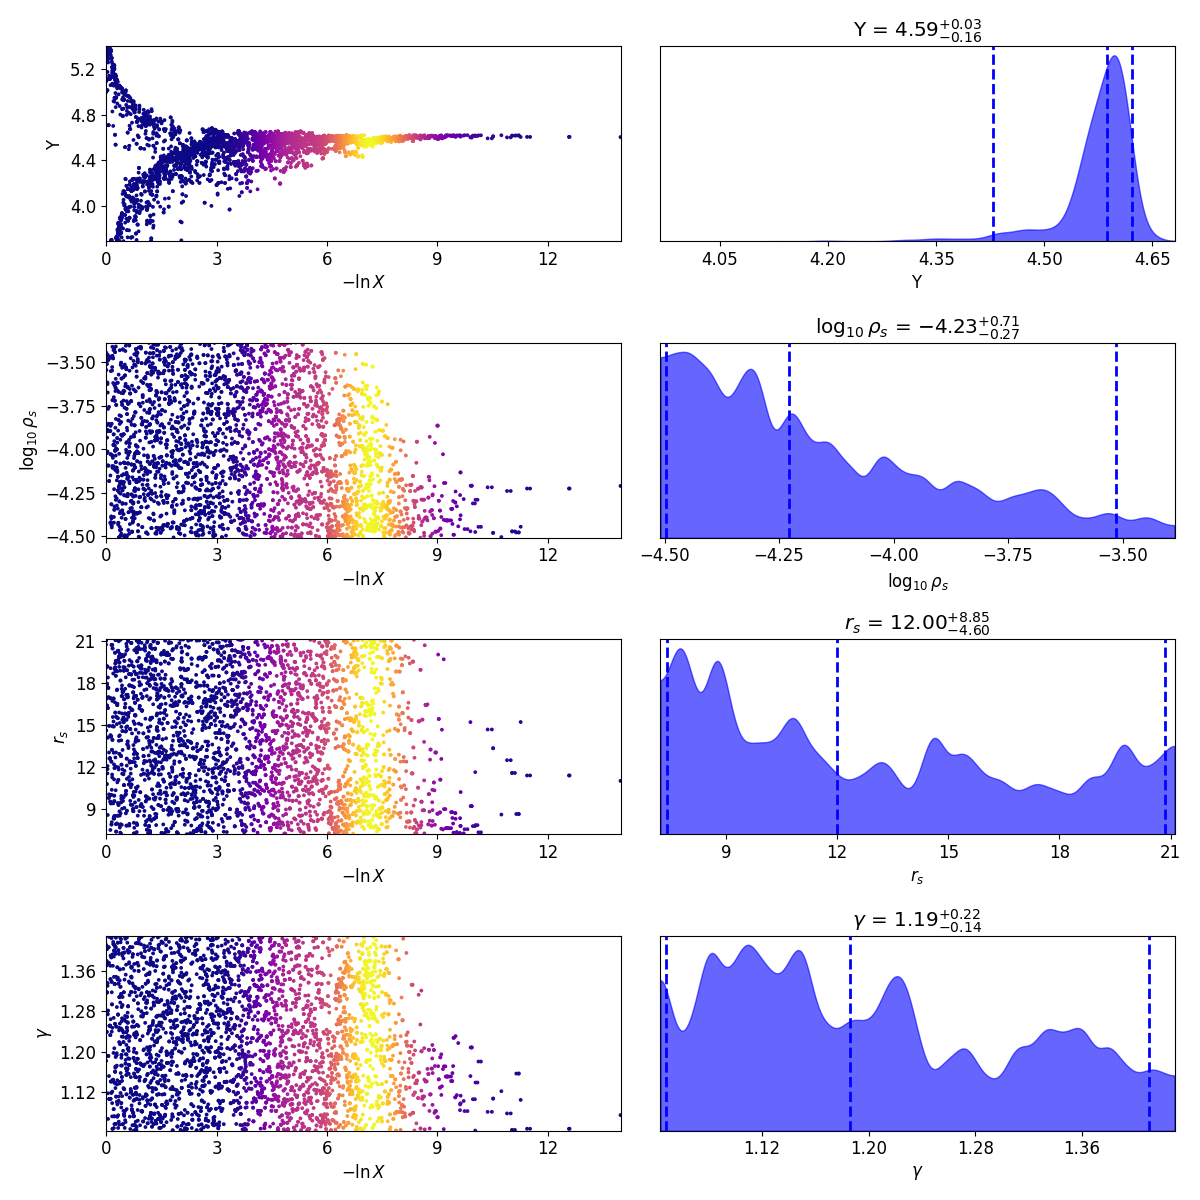 Y = 4.59^{+0.03}_{-0.16}
5.2
4.8
4.4
4.0
Y
0 3 6 9 12
−ln X
4.05 4.20 4.35 4.50 4.65
Y
log₁₀ ρₛ = −4.23^{+0.71}_{-0.27}
−3.50
−3.75
−4.00
−4.25
−4.50
log₁₀ ρₛ
0 3 6 9 12
−ln X
−4.50 −4.25 −4.00 −3.75 −3.50
log₁₀ ρₛ
rₛ = 12.00^{+8.85}_{-4.60}
21
18
15
12
9
rₛ
0 3 6 9 12
−ln X
9 12 15 18 21
rₛ
γ = 1.19^{+0.22}_{-0.14}
1.36
1.28
1.20
1.12
γ
0 3 6 9 12
−ln X
1.12 1.20 1.28 1.36
γ